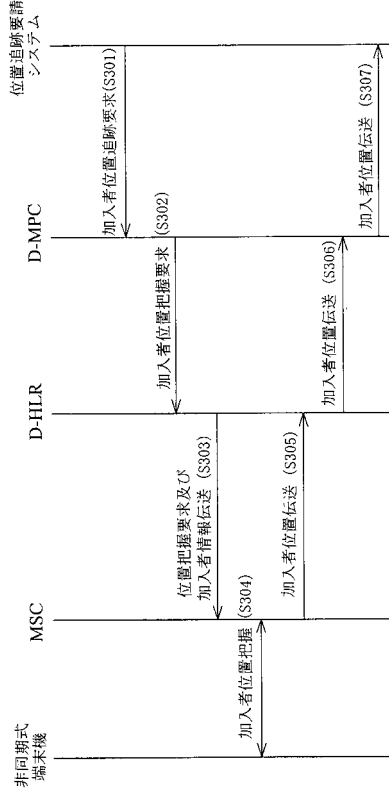 非同期式
端末機
MSC
D-HLR
D-MPC
位置追跡要請
システム
加入者位置追跡要求(S301)
加入者位置把握要求 (S302)
位置把握要求及び
加入者情報伝送 (S303)
加入者位置把握 (S304)
加入者位置伝送 (S305)
加入者位置伝送 (S306)
加入者位置伝送 (S307)